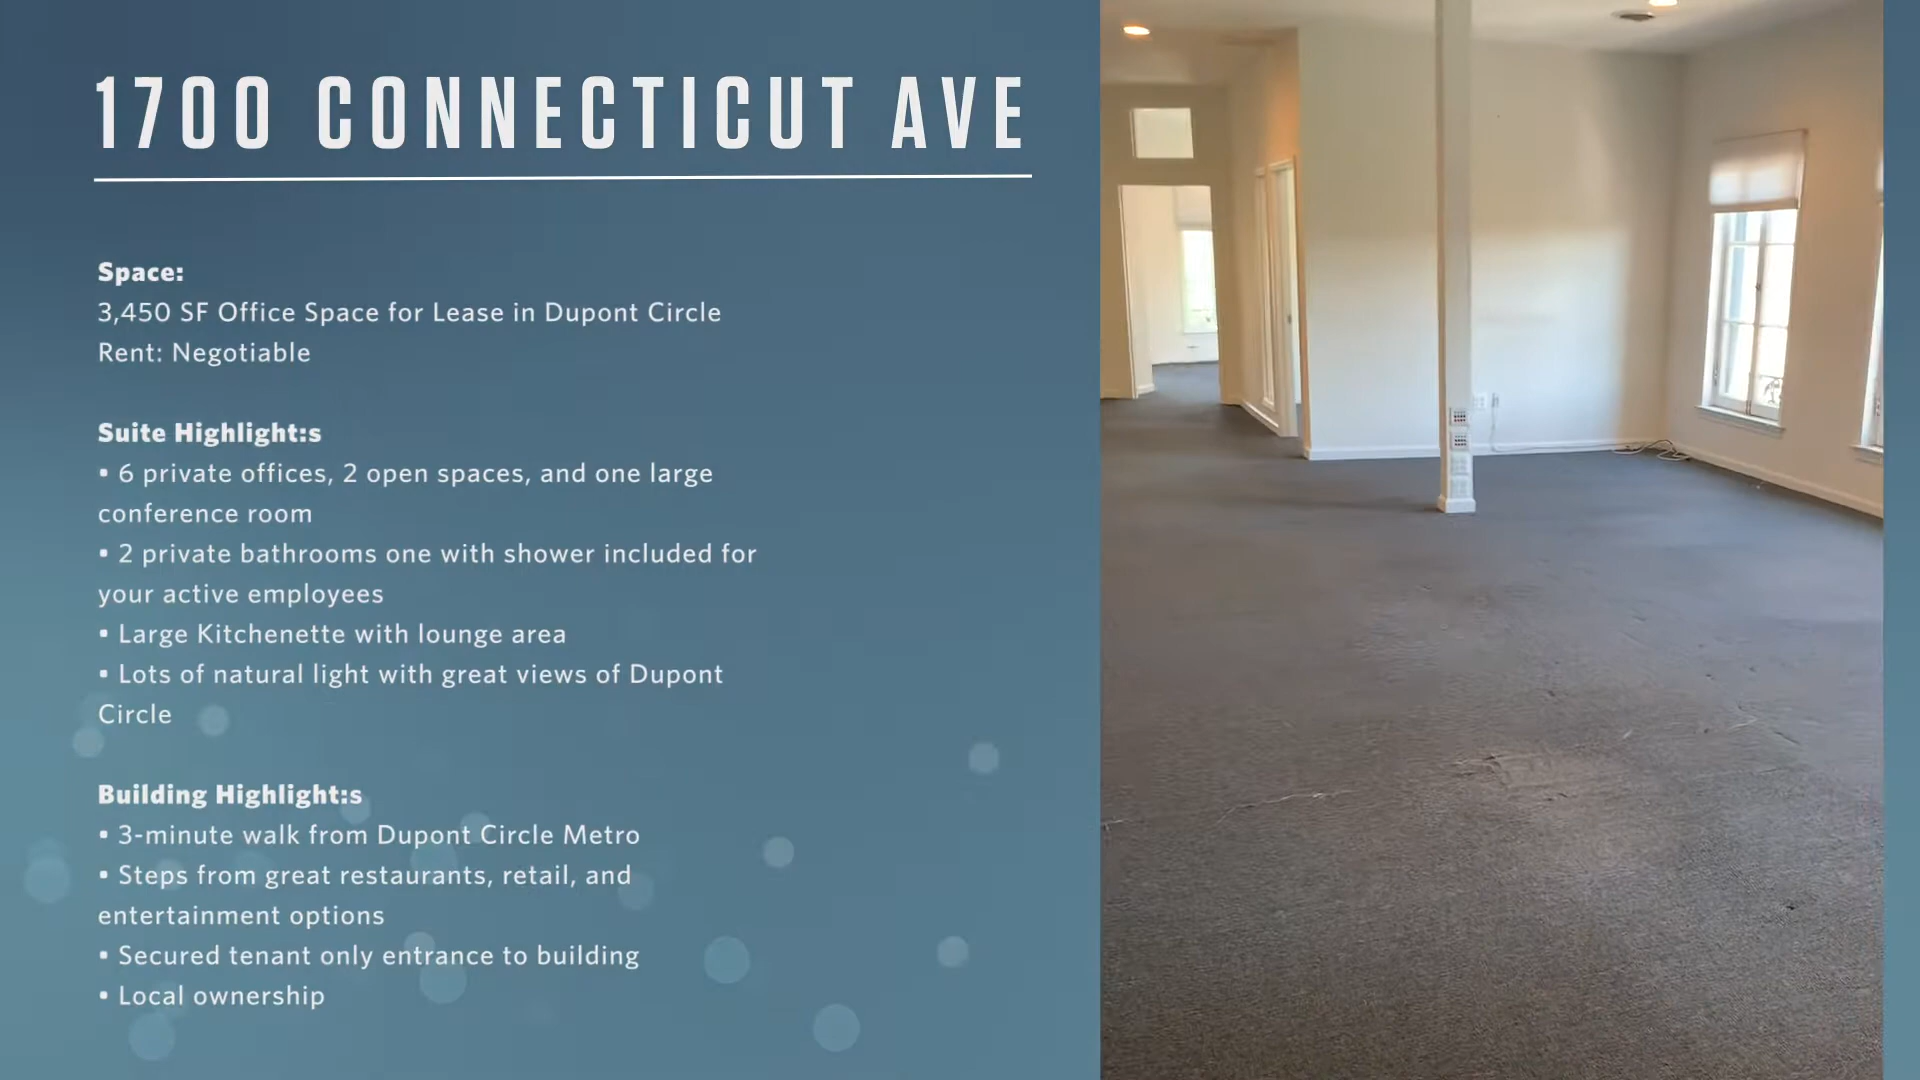 1700 CONNECTICUT AVE
Space:
3,450 SF Office Space for Lease in Dupont Circle
Rent: Negotiable
Suite Highlight:s
• 6 private offices, 2 open spaces, and one large
conference room
• 2 private bathrooms one with shower included for
your active employees
• Large Kitchenette with lounge area
• Lots of natural light with great views of Dupont
Circle
Building Highlight:s
• 3-minute walk from Dupont Circle Metro
• Steps from great restaurants, retail, and
entertainment options
• Secured tenant only entrance to building
• Local ownership